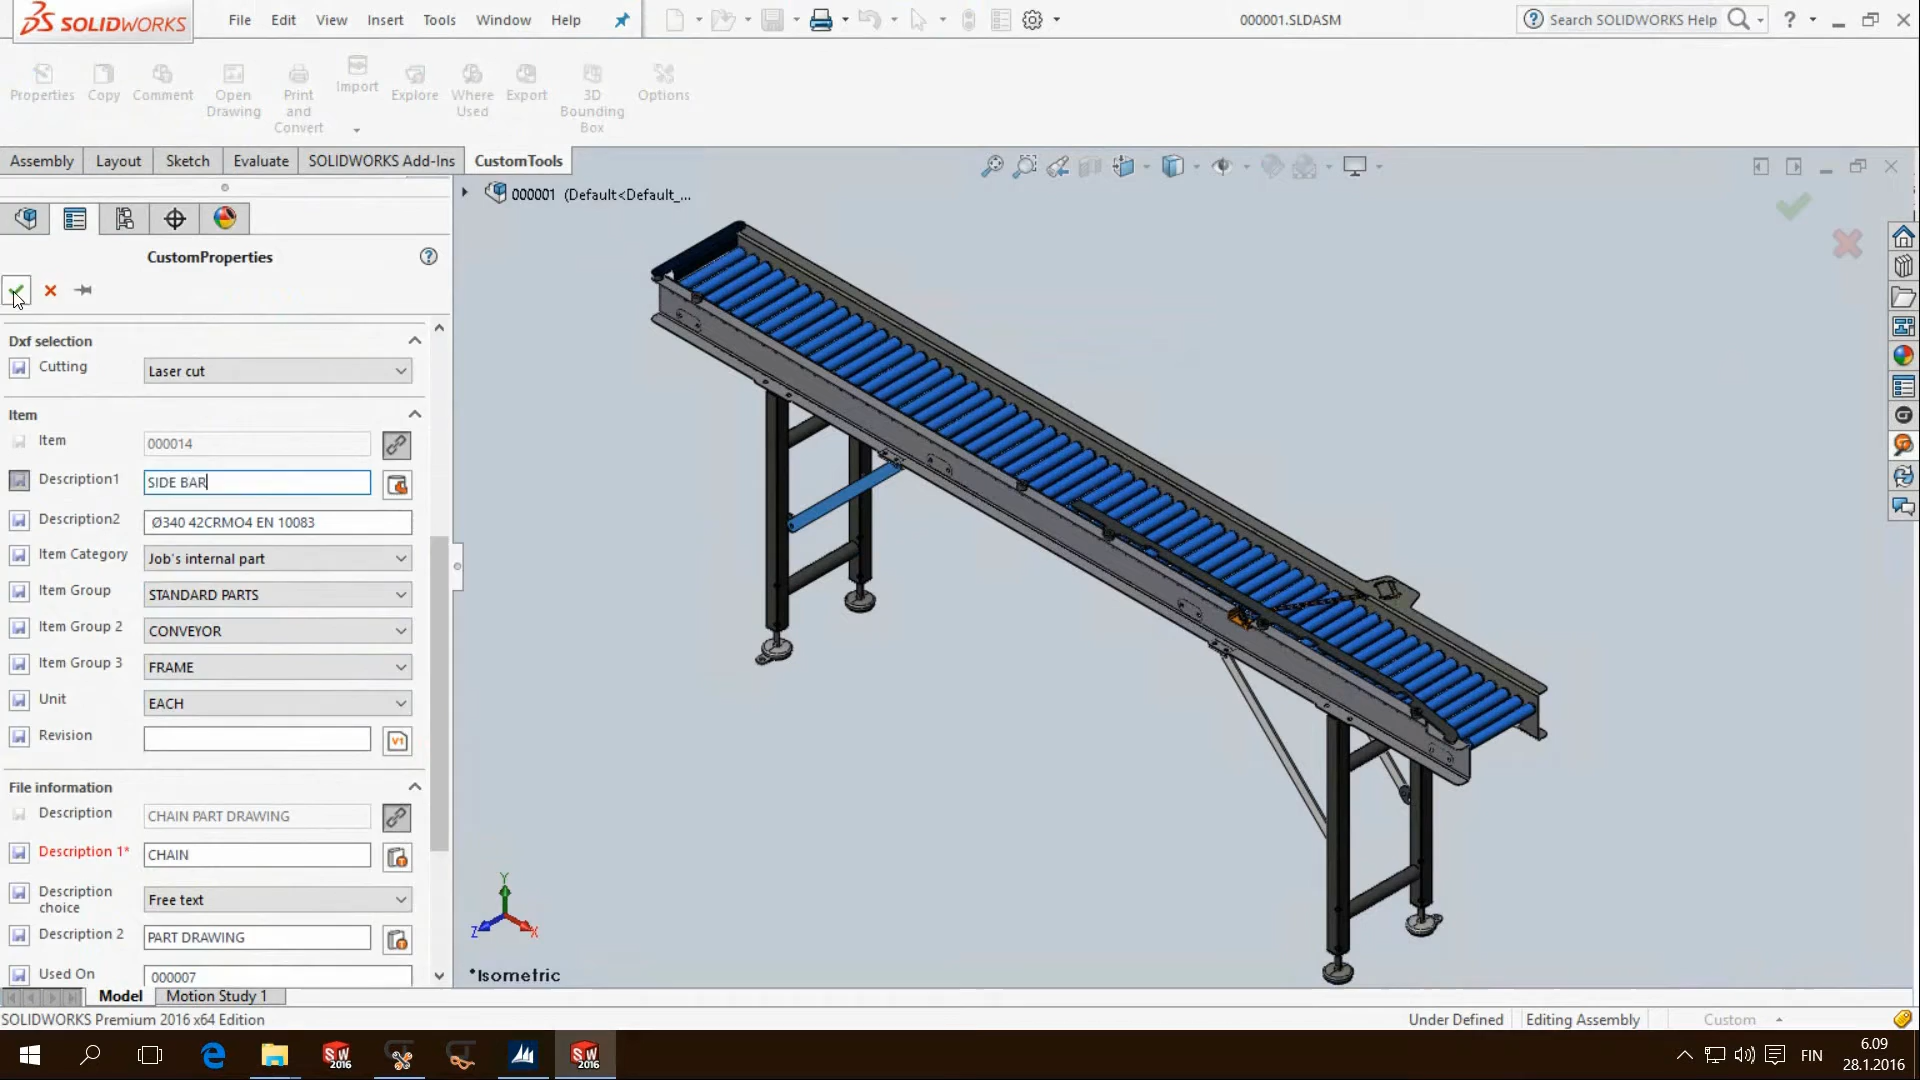 SOLIDWORKS File Edit View Insert Tools Window Help 000001.SLDASM Search SOLIDWORKS Help
Properties Copy Comment Open Drawing Print and Convert Import Explore Where Used Export 3D Bounding Box Options
Assembly Layout Sketch Evaluate SOLIDWORKS Add-Ins CustomTools
000001 (Default<Default_...
CustomProperties
Dxf selection
Cutting Laser cut
Item
Item 000014
Description1 SIDE BAR
Description2 Ø340 42CRMO4 EN 10083
Item Category Job's internal part
Item Group STANDARD PARTS
Item Group 2 CONVEYOR
Item Group 3 FRAME
Unit EACH
Revision V1
File information
Description CHAIN PART DRAWING
Description 1* CHAIN
Description choice Free text
Description 2 PART DRAWING
Used On 000007
Y
Z X
*Isometric
Model Motion Study 1
SOLIDWORKS Premium 2016 x64 Edition Under Defined Editing Assembly Custom
SW 2016 SW 2016 FIN 6.09
28.1.2016